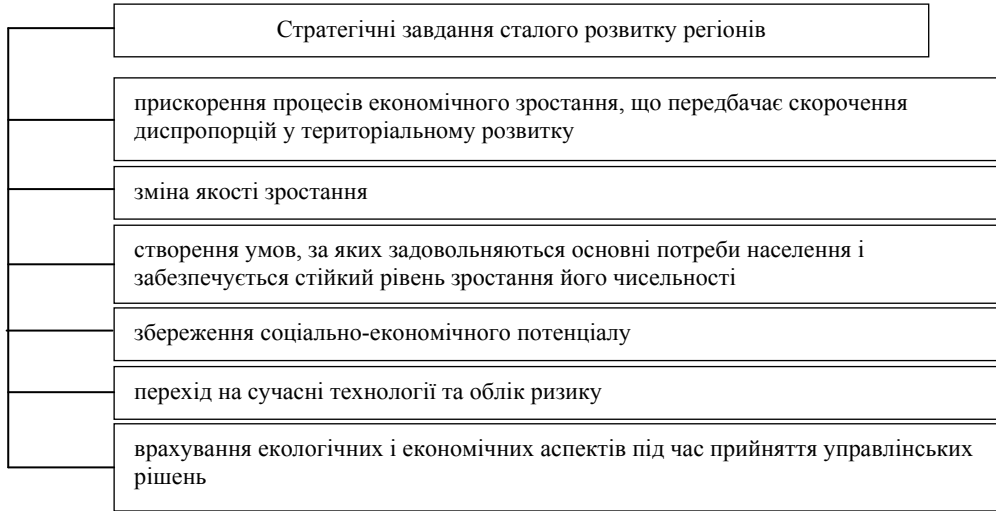 Стратегічні завдання сталого розвитку регіонів
прискорення процесів економічного зростання, що передбачає скорочення
диспропорцій у територіальному розвитку
зміна якості зростання
створення умов, за яких задовольняються основні потреби населення і
забезпечується стійкий рівень зростання його чисельності
збереження соціально-економічного потенціалу
перехід на сучасні технології та облік ризику
врахування екологічних і економічних аспектів під час прийняття управлінських
рішень